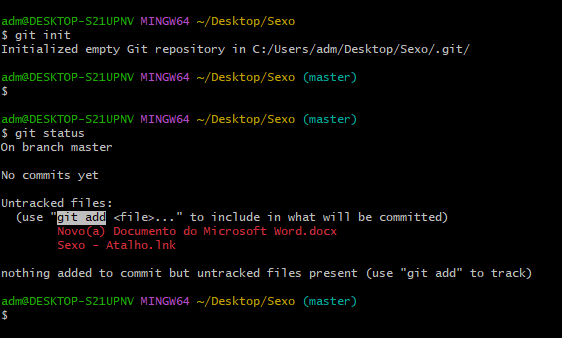 adm@DESKTOP-S21UPNV MINGW64 ~/Desktop/Sexo
$ git init
Initialized empty Git repository in C:/Users/adm/Desktop/Sexo/.git/
adm@DESKTOP-S21UPNV MINGW64 ~/Desktop/Sexo (master)
$
adm@DESKTOP-S21UPNV MINGW64 ~/Desktop/Sexo (master)
$ git status
On branch master
No commits yet
Untracked files:
(use "git add <file>..." to include in what will be committed)
Novo(a) Documento do Microsoft Word.docx
Sexo - Atalho.lnk
nothing added to commit but untracked files present (use "git add" to track)
adm@DESKTOP-S21UPNV MINGW64 ~/Desktop/Sexo (master)
$